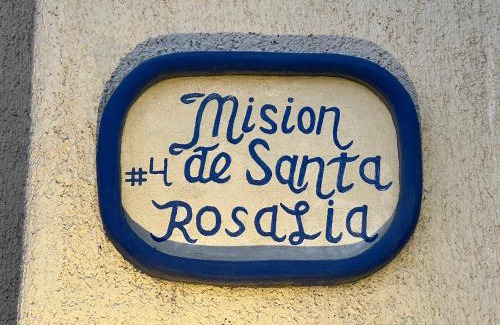 Mision
#4 de Santa
Rosalia